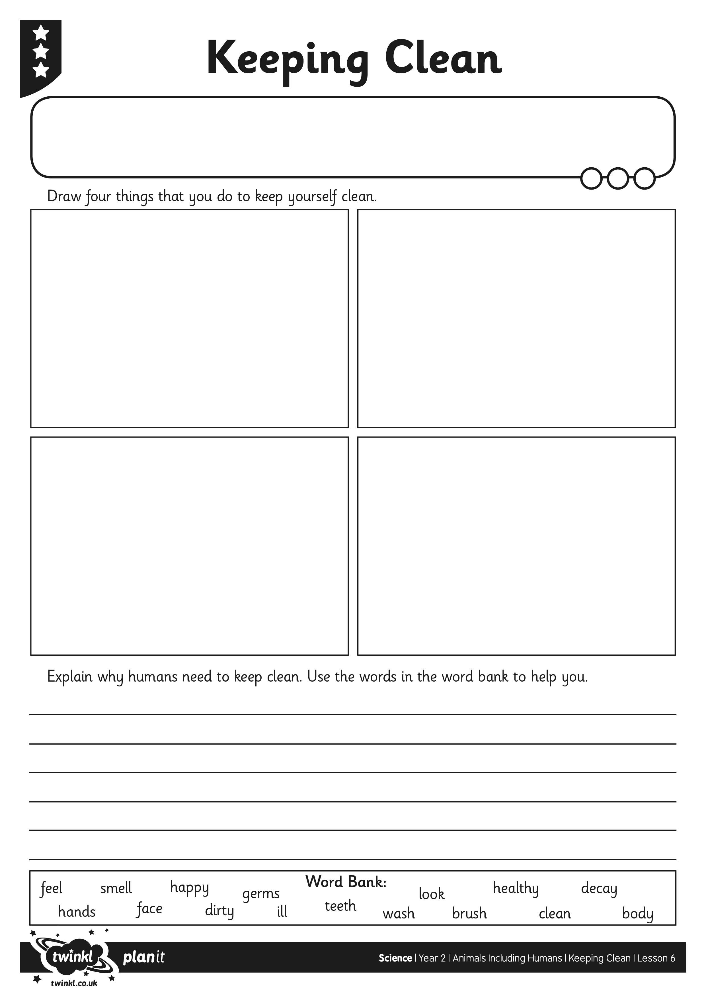 Keeping Clean
Draw four things that you do to keep yourself clean.
Explain why humans need to keep clean. Use the words in the word bank to help you.
Word Bank:
feel smell happy germs look healthy decay
hands face dirty ill teeth wash brush clean body
twinkl planit
Science | Year 2 | Animals Including Humans | Keeping Clean | Lesson 6
twinkl.co.uk